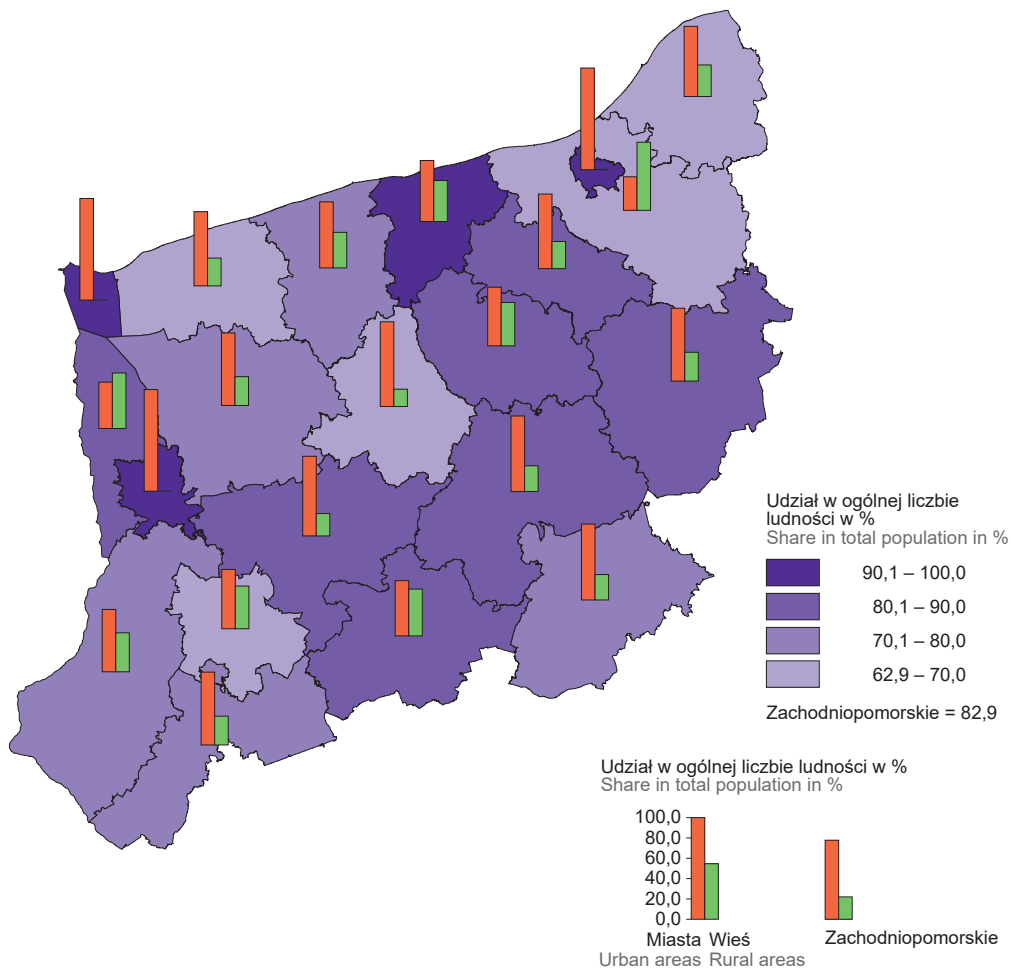 Udział w ogólnej liczbie
ludności w %
Share in total population in %
90,1 – 100,0
80,1 – 90,0
70,1 – 80,0
62,9 – 70,0
Zachodniopomorskie = 82,9
Udział w ogólnej liczbie ludności w %
Share in total population in %
100,0
80,0
60,0
40,0
20,0
0,0
Miasta Wieś
Zachodniopomorskie
Urban areas Rural areas